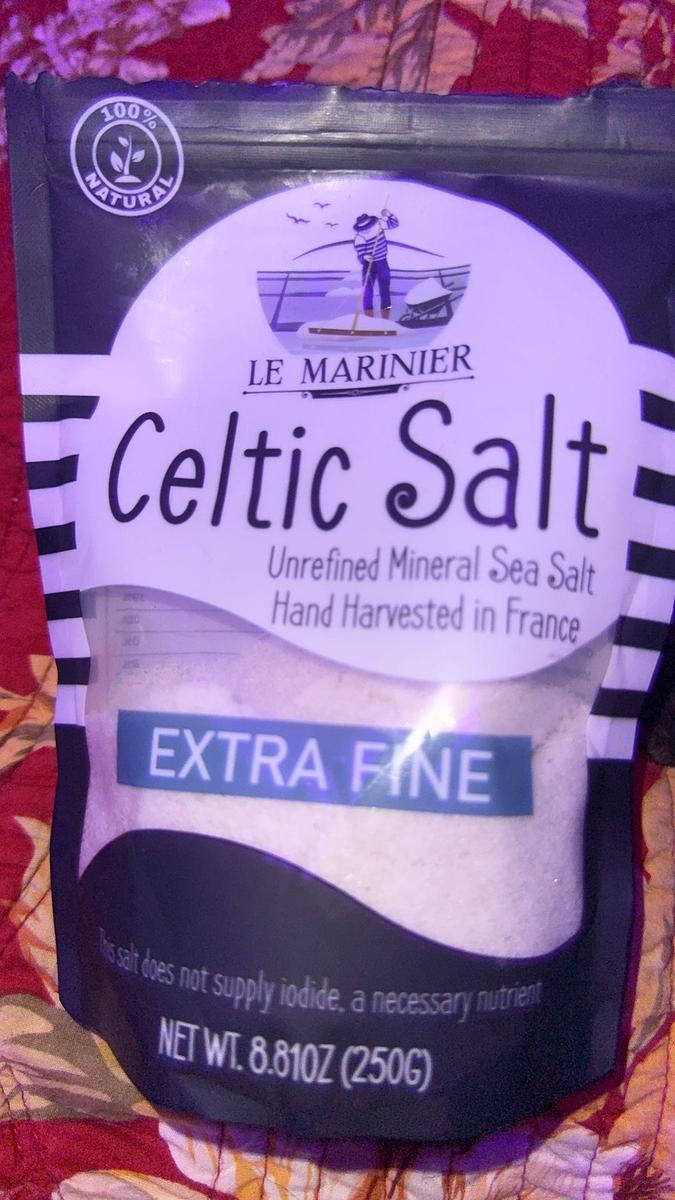 100%
NATURAL
LE MARINIER
Celtic Salt
Unrefined Mineral Sea Salt
Hand Harvested in France
EXTRA FINE
This salt does not supply iodide, a necessary nutrient
NET WT. 8.81OZ (250G)